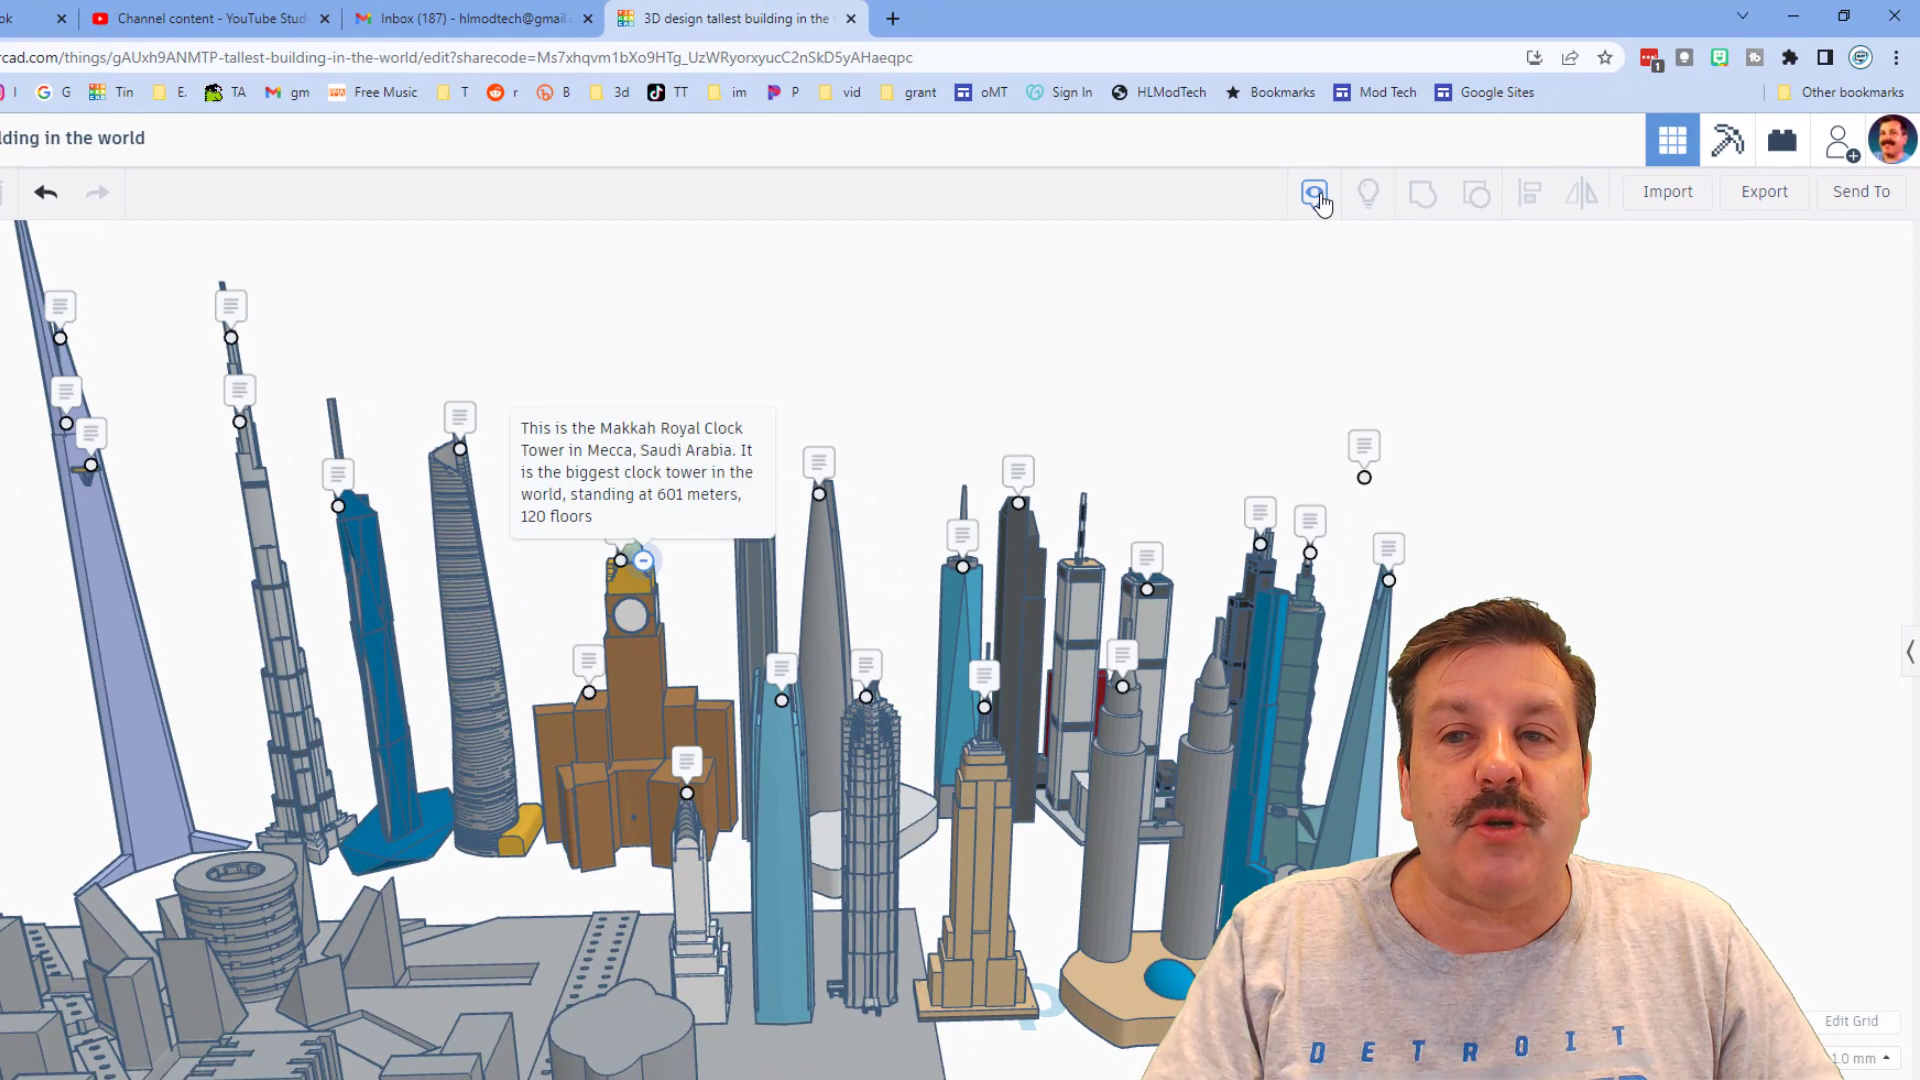 ok
Channel content - YouTube Stud
Inbox (187) - hlmodtech@gmail.
3D design tallest building in the
rcad.com/things/gAUxh9ANMTP-tallest-building-in-the-world/edit?sharecode=Ms7xhqvm1bXo9HTg_UzWRyorxyucC2nSkD5yAHaeqpc
1
I G Tin E. TA gm Free Music T r B 3d TT im P vid grant oMT Sign In HLModTech Bookmarks Mod Tech Google Sites Other bookmarks
lding in the world
Import Export Send To
This is the Makkah Royal Clock
Tower in Mecca, Saudi Arabia. It
is the biggest clock tower in the
world, standing at 601 meters,
120 floors
Edit Grid
DETROIT
1.0 mm